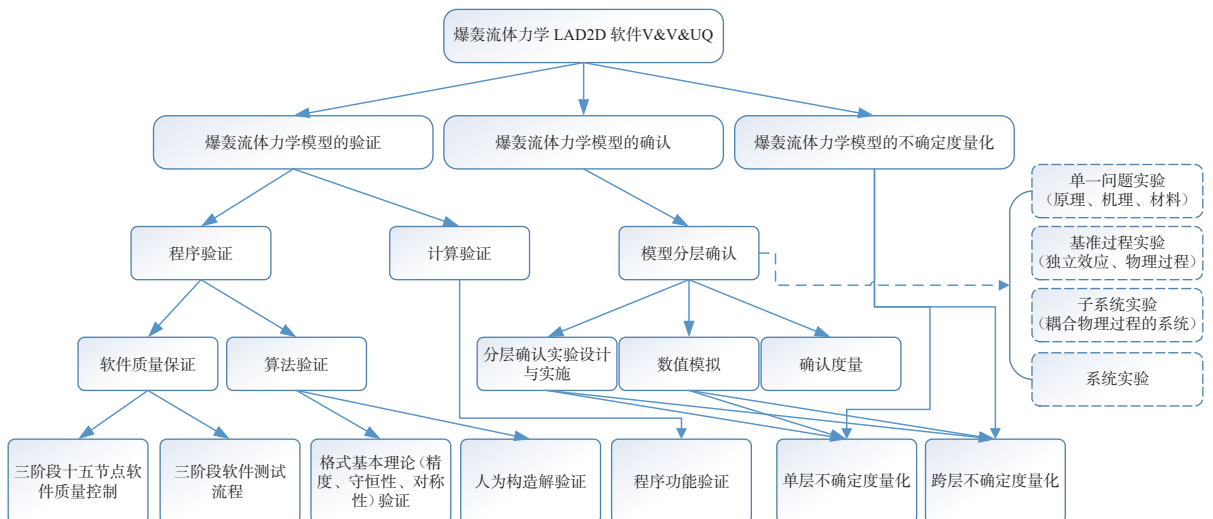 爆轰流体力学 LAD2D 软件V&V&UQ
爆轰流体力学模型的验证
爆轰流体力学模型的确认
爆轰流体力学模型的不确定度量化
单一问题实验
（原理、机理、材料）
基准过程实验
（独立效应、物理过程）
子系统实验
（耦合物理过程的系统）
系统实验
程序验证
计算验证
模型分层确认
软件质量保证
算法验证
分层确认实验设计
与实施
数值模拟
确认度量
三阶段十五节点软
件质量控制
三阶段软件测试
流程
格式基本理论（精
度、守恒性、对称
性）验证
人为构造解验证
程序功能验证
单层不确定度量化
跨层不确定度量化